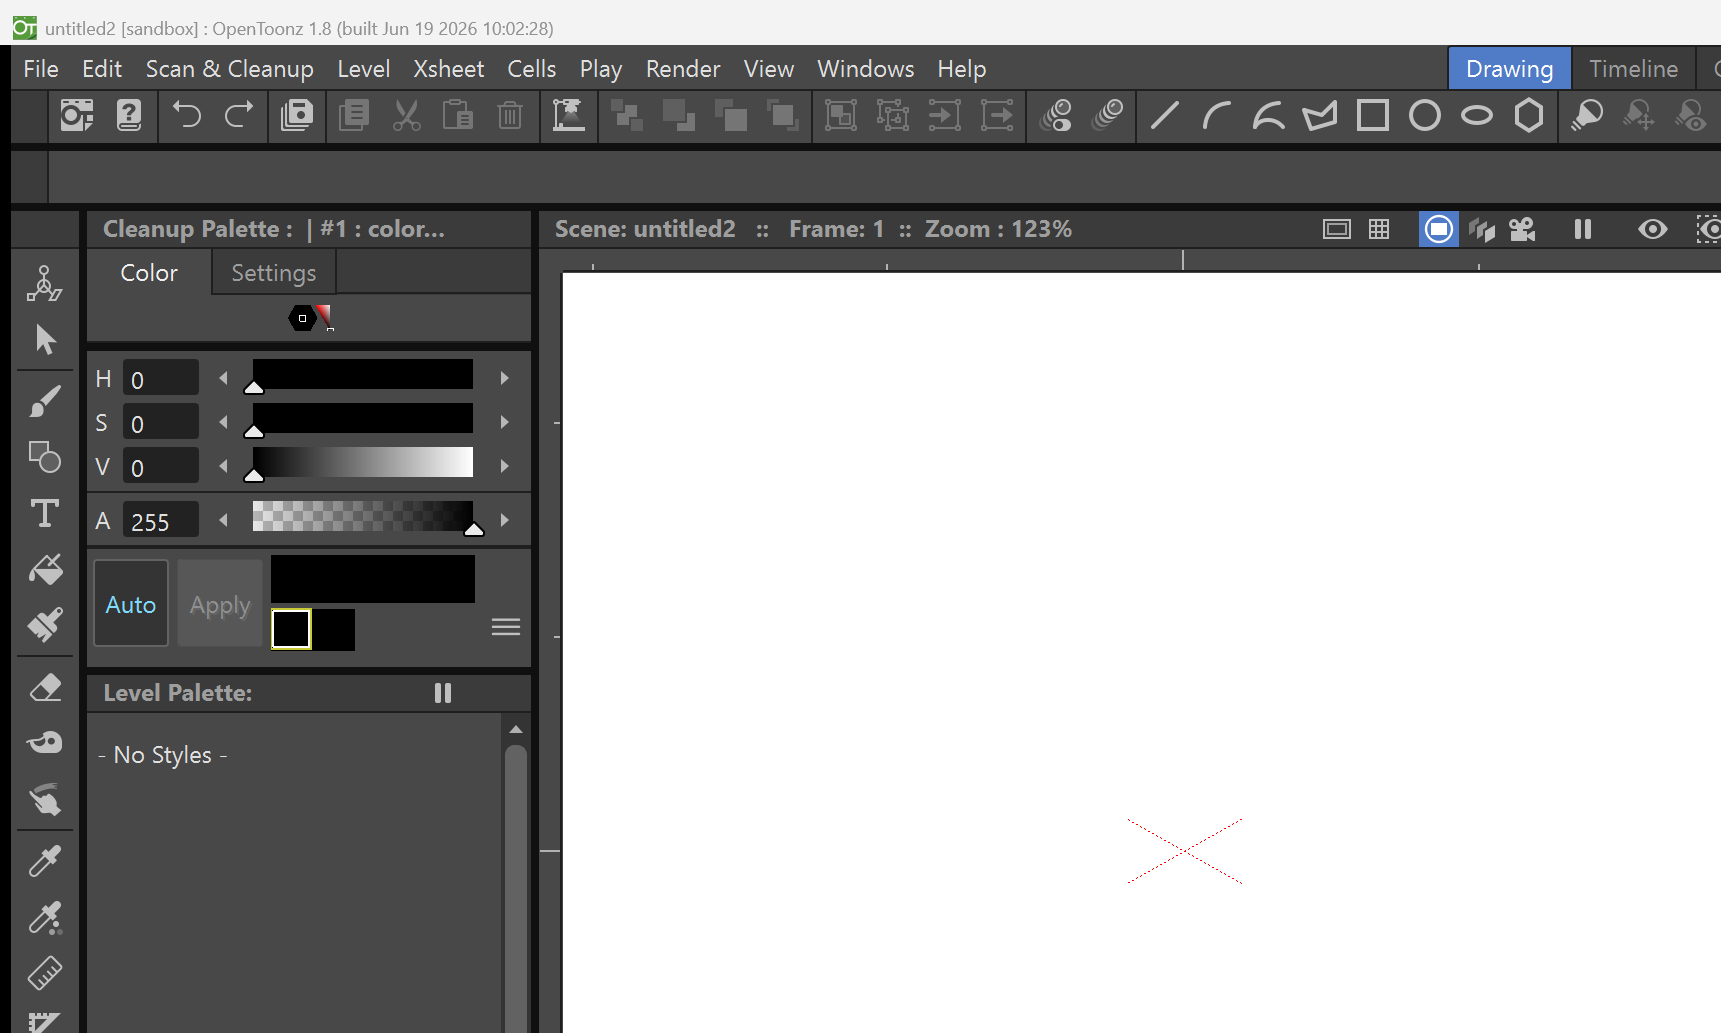 OT untitled2 [sandbox] : OpenToonz 1.8 (built Jun 19 2026 10:02:28)
File Edit Scan & Cleanup Level Xsheet Cells Play Render View Windows Help Drawing Timeline
Cleanup Palette : | #1 : color...
Scene: untitled2 :: Frame: 1 :: Zoom : 123%
Color Settings
H 0
S 0
V 0
A 255
Auto Apply
Level Palette:
- No Styles -